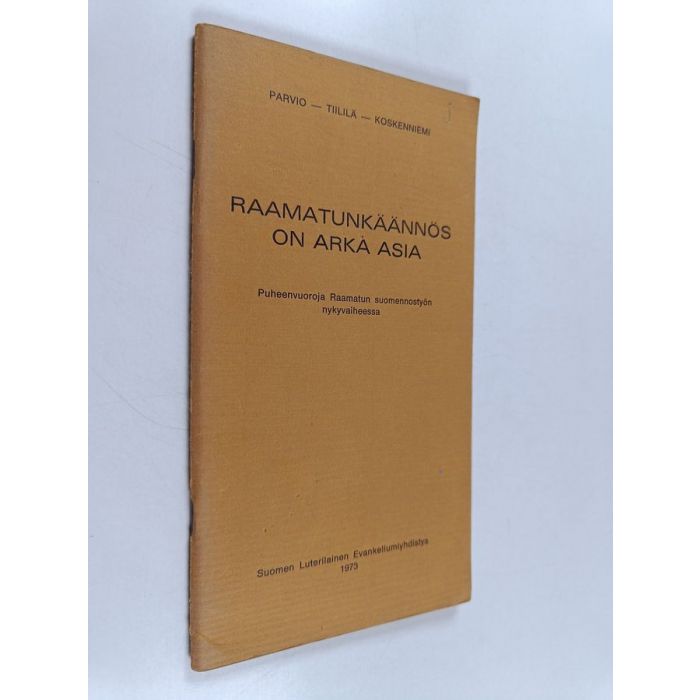 PARVIO — TIILILÄ — KOSKENNIEMI
RAAMATUNKÄÄNNÖS
ON ARKA ASIA
Puheenvuoroja Raamatun suomennostyön
nykyvaiheessa
Suomen Luterilainen Evankeliumiyhdistys
1973